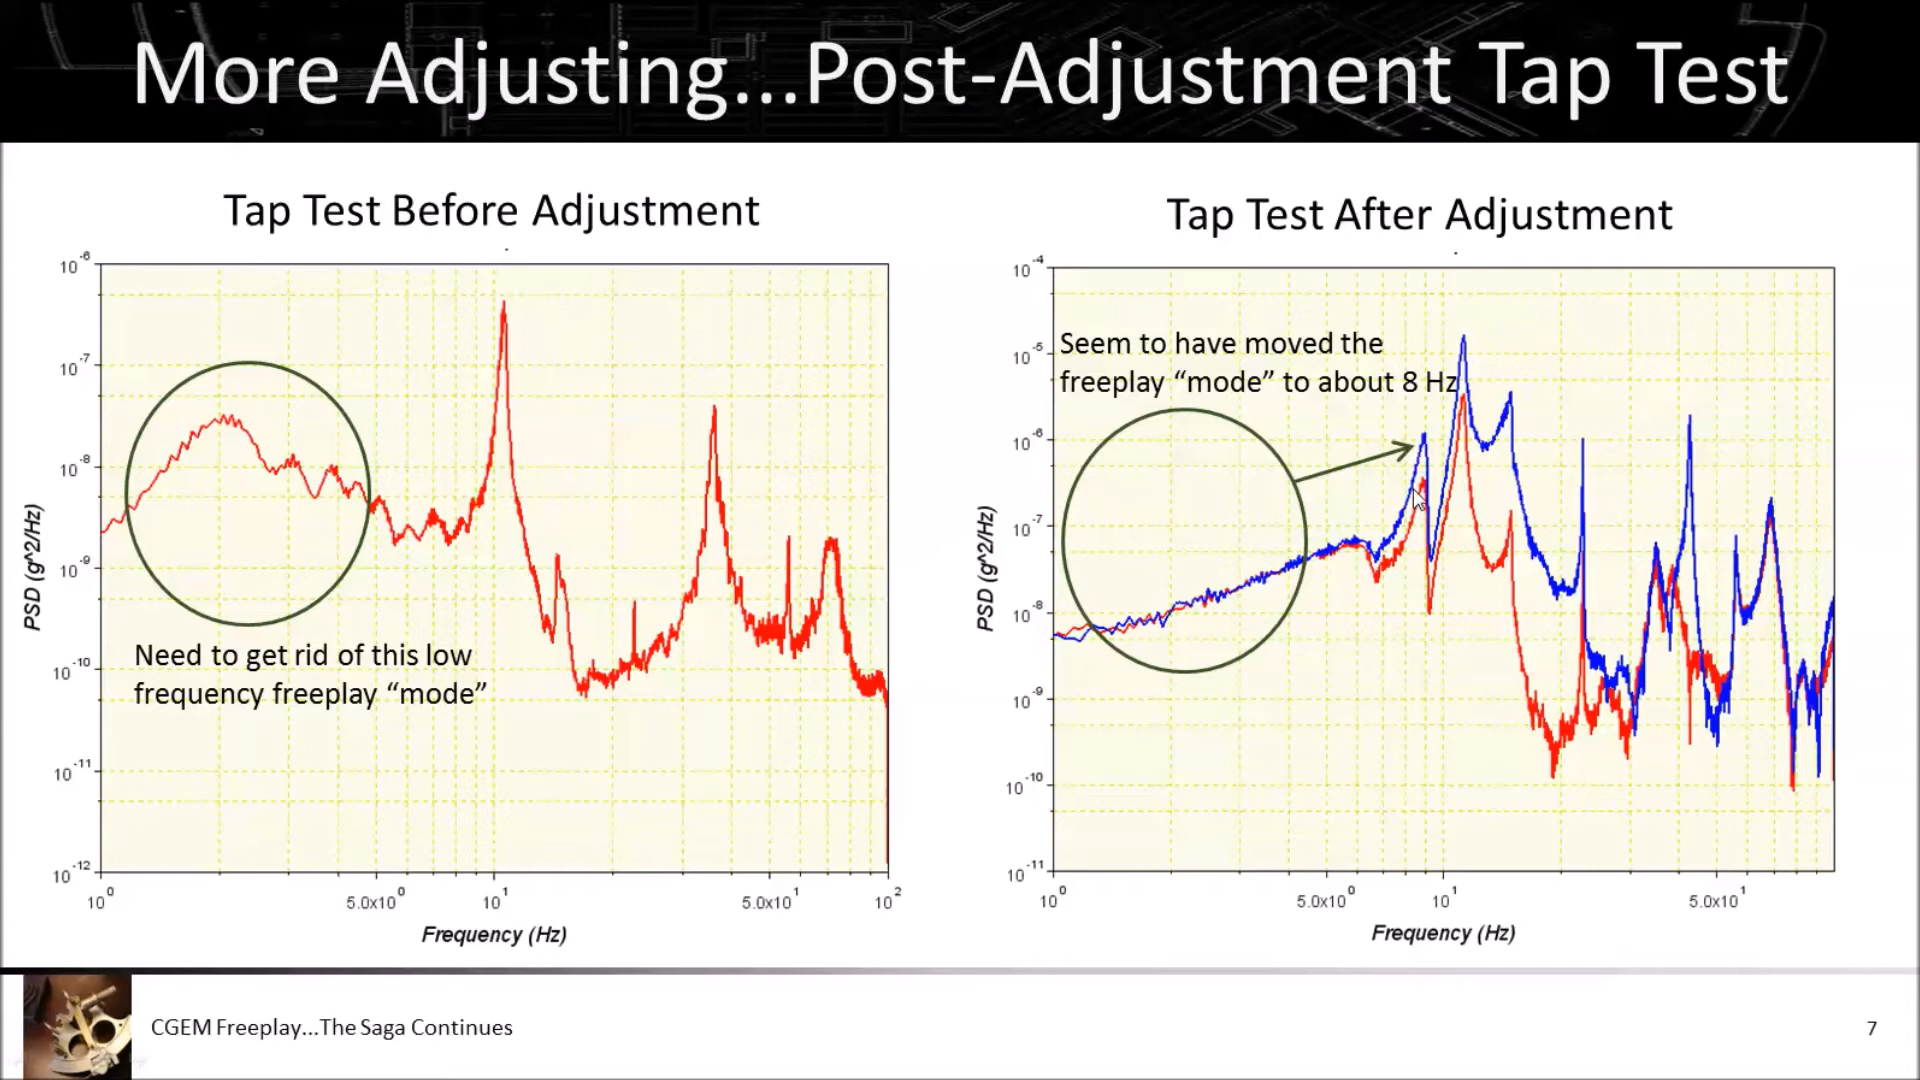 More Adjusting...Post-Adjustment Tap Test
Tap Test Before Adjustment
10^-6
10^-7
10^-8
10^-9
10^-10
10^-11
10^-12
PSD (g^2/Hz)
Need to get rid of this low
frequency freeplay “mode”
10^0 5.0x10^0 10^1 5.0x10^1 10^2
Frequency (Hz)
Tap Test After Adjustment
10^-4
10^-5
10^-6
10^-7
10^-8
10^-9
10^-10
10^-11
PSD (g^2/Hz)
Seem to have moved the
freeplay “mode” to about 8 Hz
10^0 5.0x10^0 10^1 5.0x10^1
Frequency (Hz)
CGEM Freeplay...The Saga Continues
7